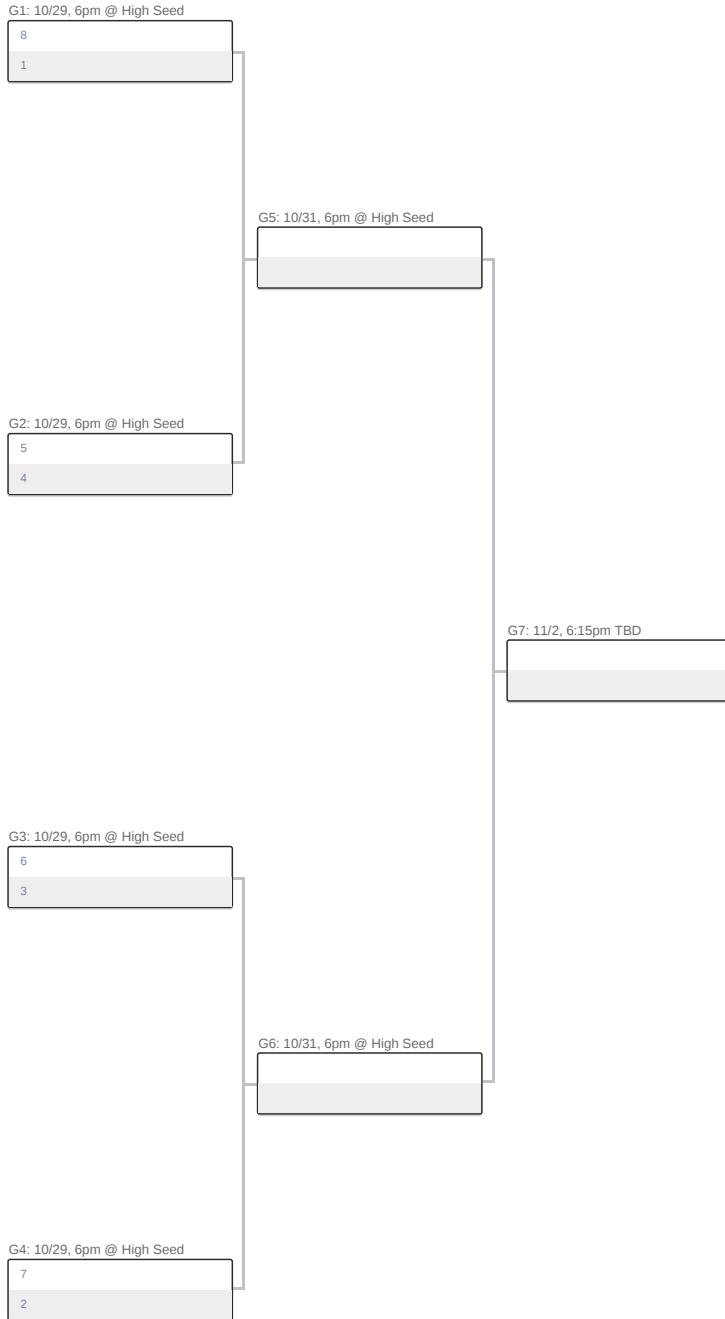 G1: 10/29, 6pm @ High Seed
8
1
G5: 10/31, 6pm @ High Seed
G2: 10/29, 6pm @ High Seed
5
4
G7: 11/2, 6:15pm TBD
G3: 10/29, 6pm @ High Seed
6
3
G6: 10/31, 6pm @ High Seed
G4: 10/29, 6pm @ High Seed
7
2